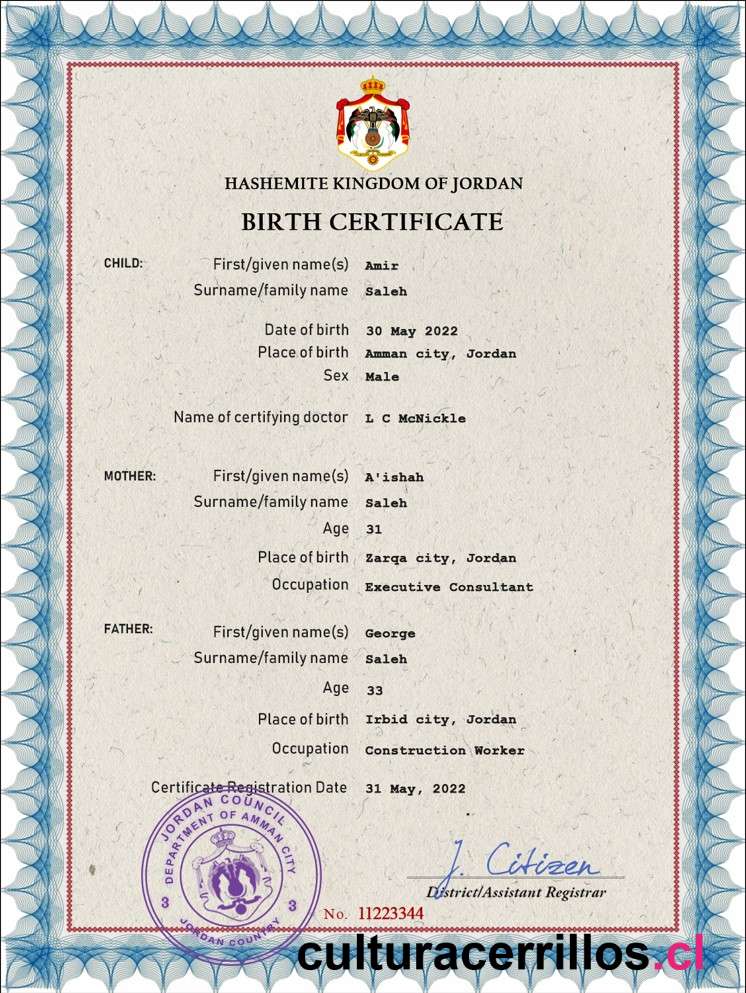 HASHEMITE KINGDOM OF JORDAN
BIRTH CERTIFICATE
CHILD: First/given name(s) Amir
Surname/family name Saleh
Date of birth 30 May 2022
Place of birth Amman city, Jordan
Sex Male
Name of certifying doctor L C McNickle
MOTHER: First/given name(s) A'ishah
Surname/family name Saleh
Age 31
Place of birth Zarqa city, Jordan
Occupation Executive Consultant
FATHER: First/given name(s) George
Surname/family name Saleh
Age 33
Place of birth Irbid city, Jordan
Occupation Construction Worker
Certificate Registration Date 31 May, 2022
JORDAN COUNCIL
DEPARTMENT OF AMMAN CITY
3 3
JORDAN COUNTRY
J. Citizen
District/Assistant Registrar
No. 11223344
culturacerrillos.cl